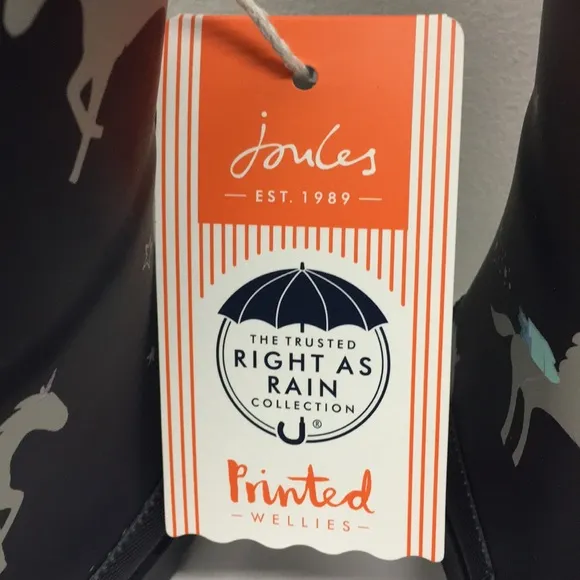 joules
— EST. 1989 —
THE TRUSTED
RIGHT AS
RAIN
COLLECTION
®
Printed
— WELLIES —